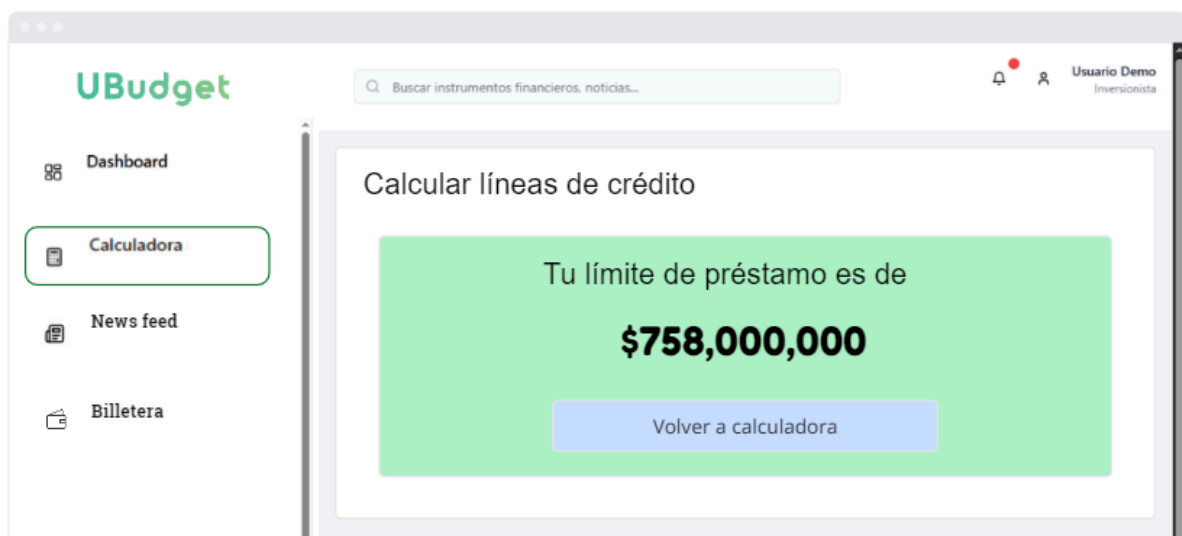 UBudget
Buscar instrumentos financieros, noticias...
Usuario Demo
Inversionista
Dashboard
Calculadora
News feed
Billetera
Calcular líneas de crédito
Tu límite de préstamo es de
$758,000,000
Volver a calculadora